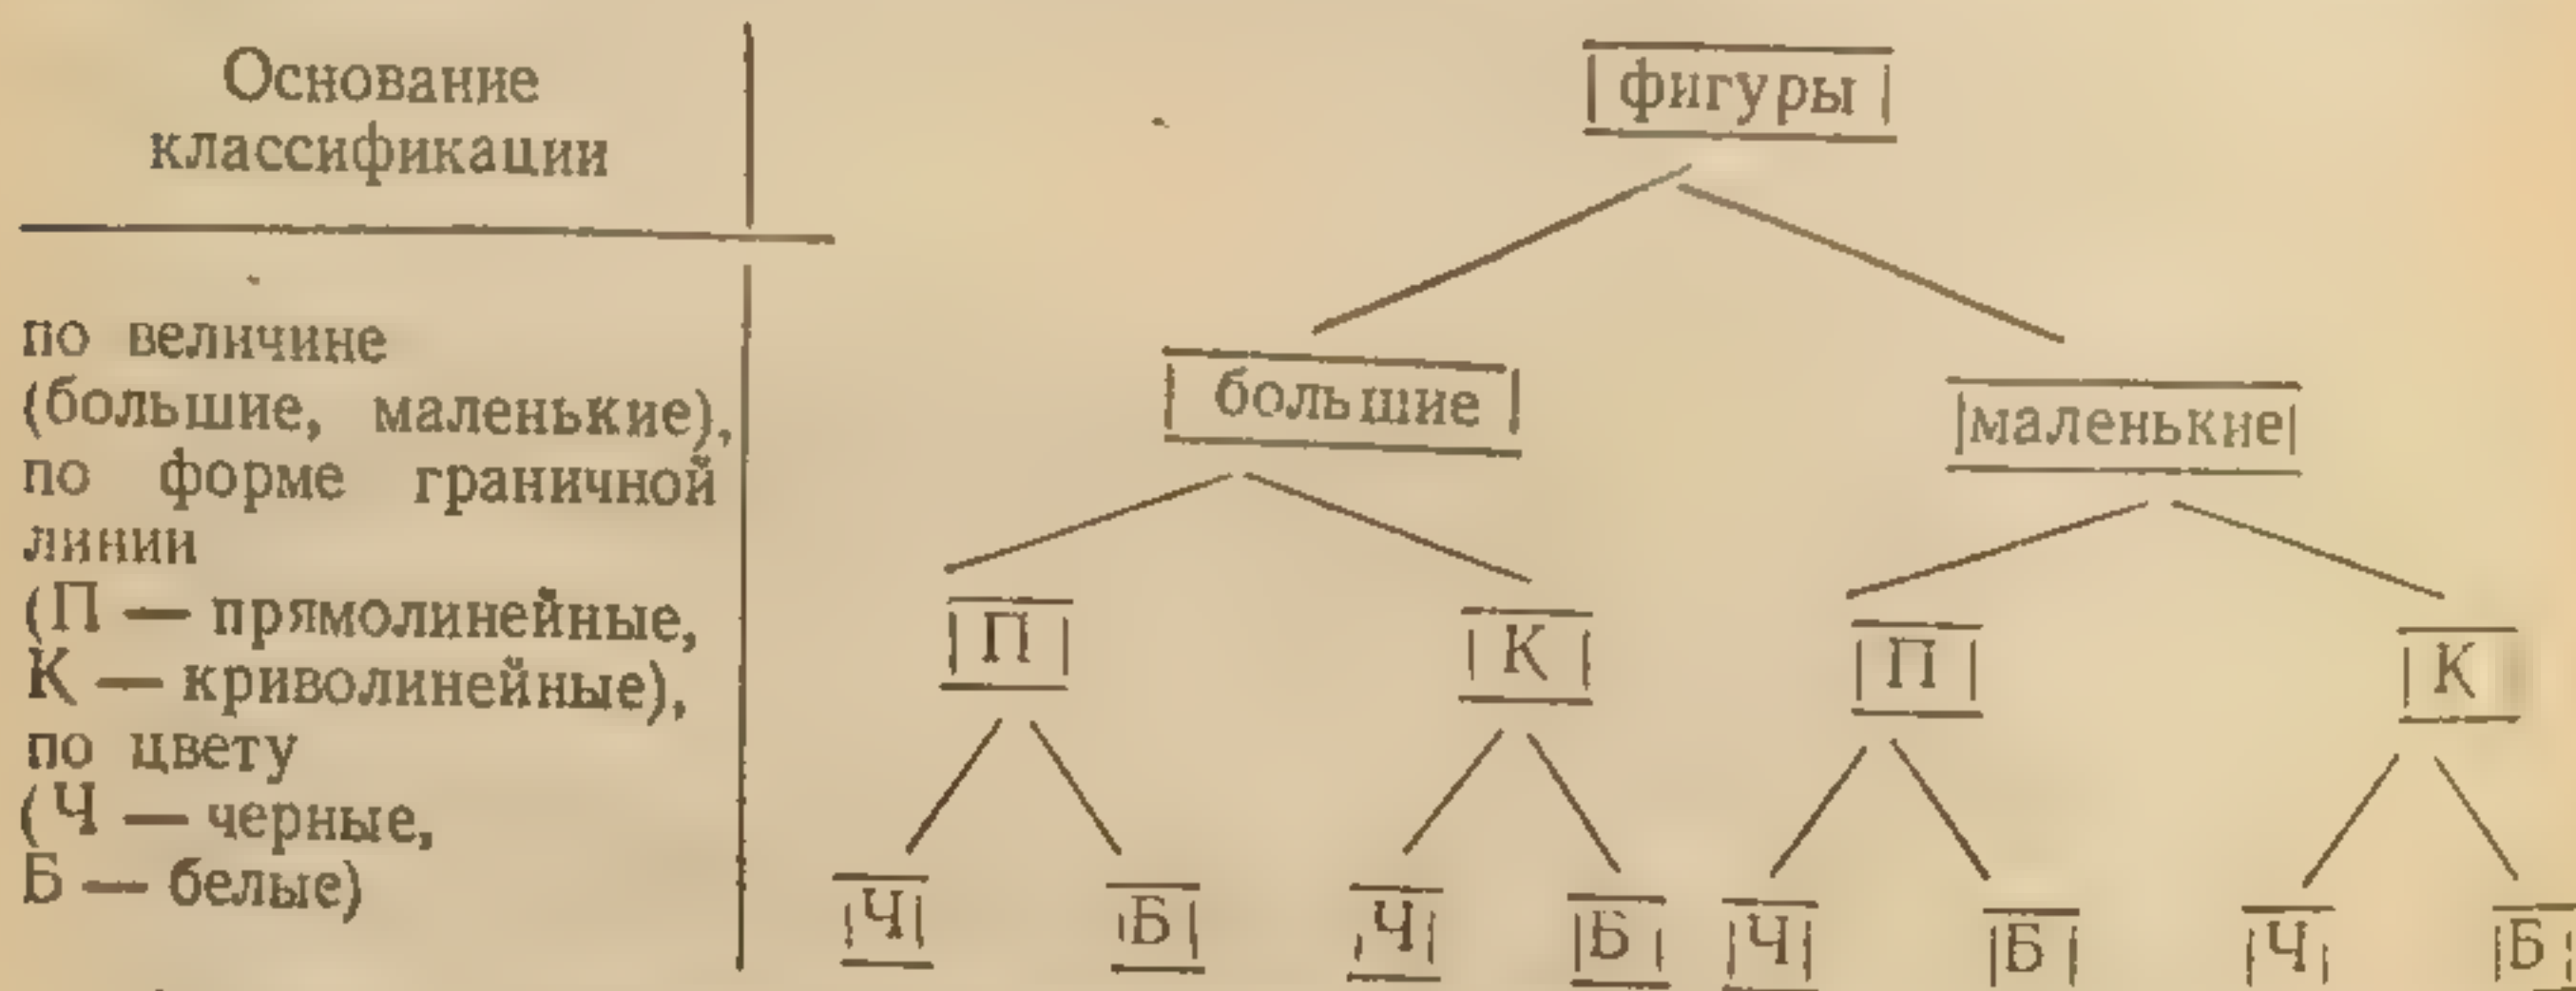 Основание
классификации
фигуры
по величине
(большие, маленькие),
по форме граничной
линии
(П — прямолинейные,
К — криволинейные),
по цвету
(Ч — черные,
Б — белые)
большие маленькие
П К П К
Ч Б Ч Б Ч Б Ч Б